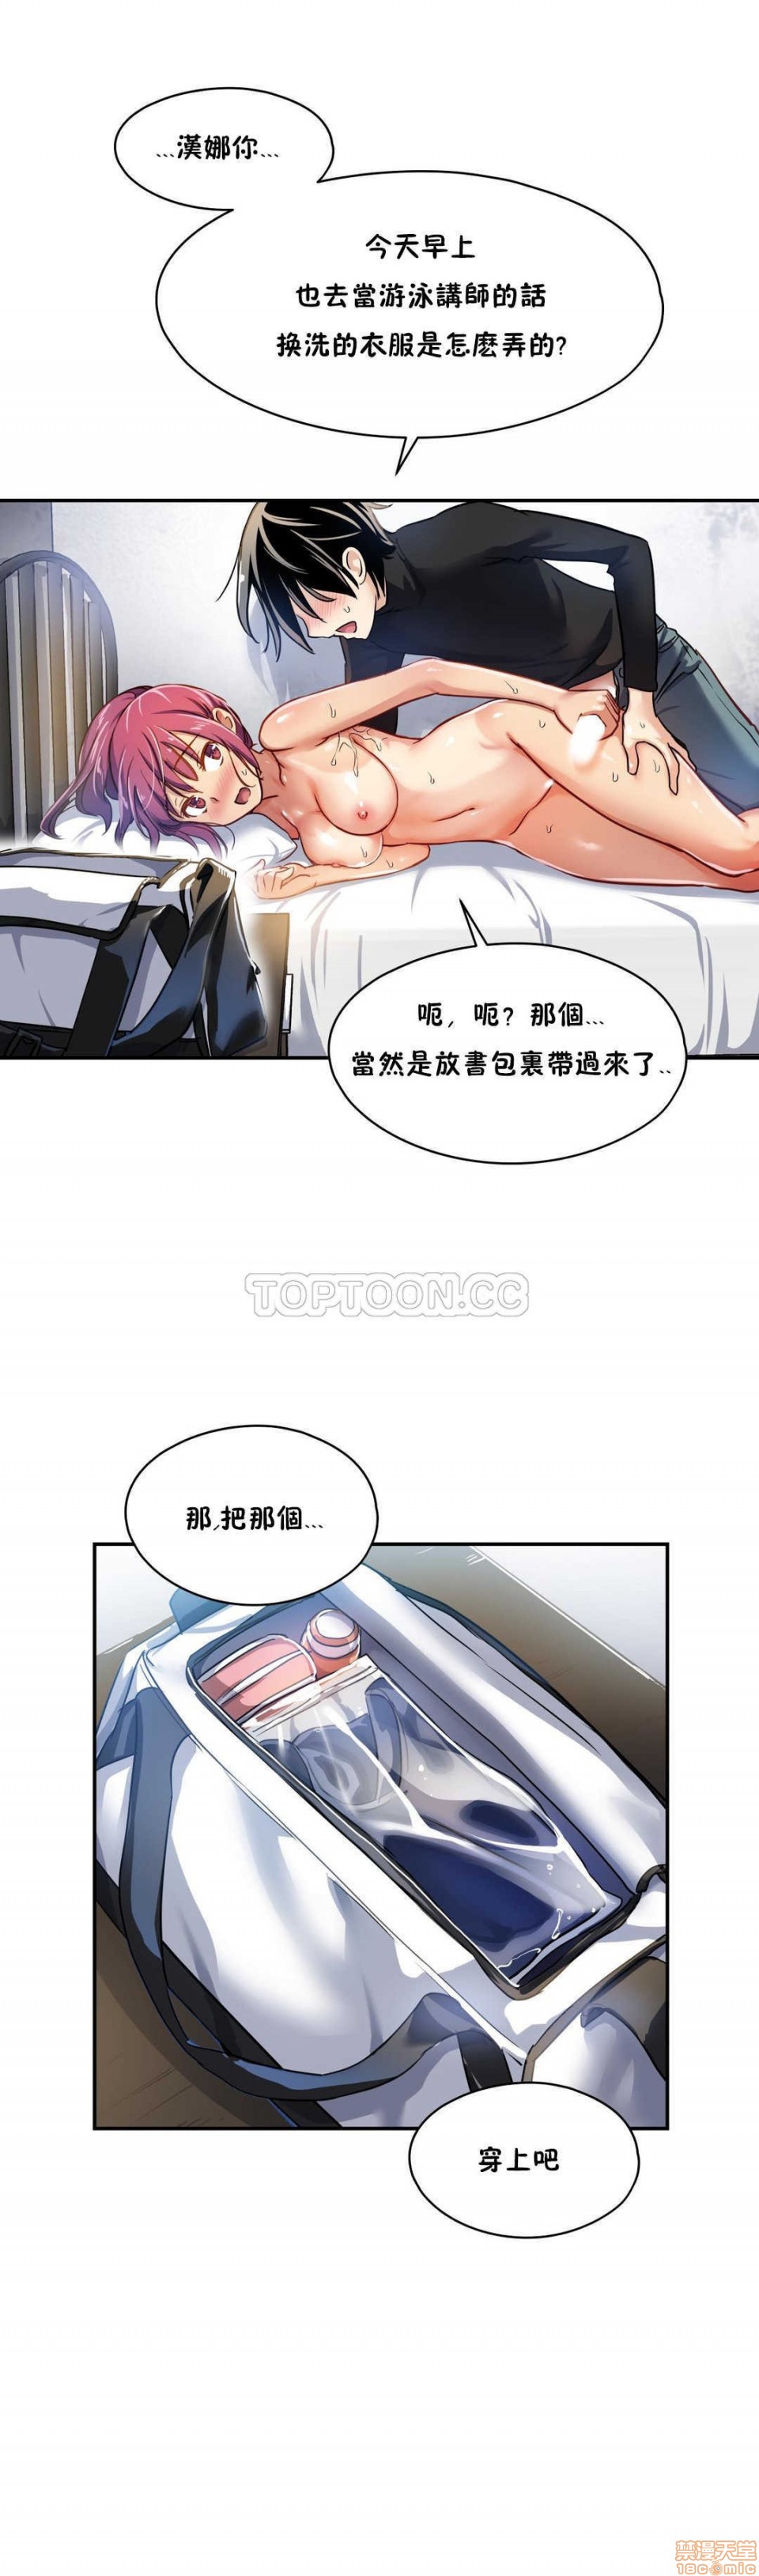 …漢娜你…
今天早上
也去當游泳講師的話
換洗的衣服是怎麽弄的?
呃，呃? 那個…
當然是放書包裏帶過來了..
TOPTOON.CC
那,把那個…
穿上吧
禁漫天堂
18comic